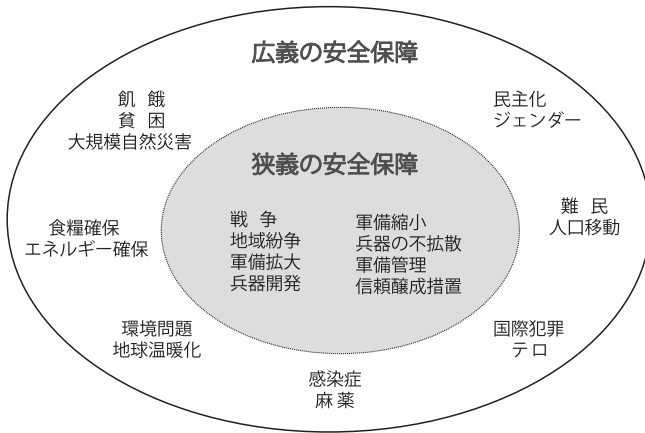 広義の安全保障
飢 餓
貧 困
大規模自然災害
民主化
ジェンダー
狭義の安全保障
戦 争
地域紛争
軍備拡大
兵器開発
軍備縮小
兵器の不拡散
軍備管理
信頼醸成措置
食糧確保
エネルギー確保
難 民
人口移動
環境問題
地球温暖化
国際犯罪
テロ
感染症
麻薬